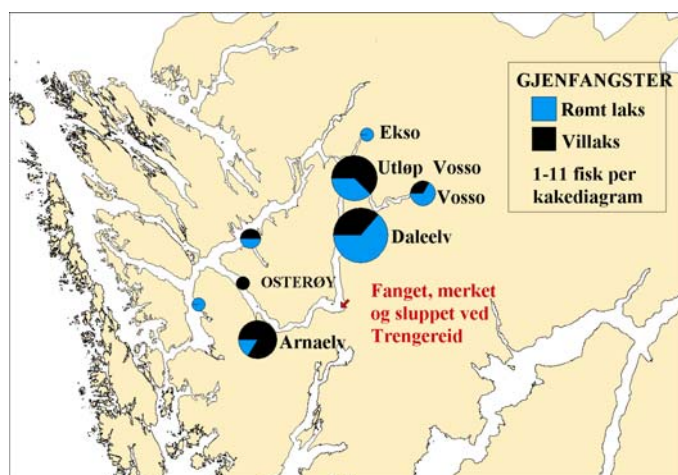 GJENFANGSTER
Rømt laks
Villaks
1-11 fisk per
kakediagram
Ekso
Utløp Vosso
Vosso
Daleelv
OSTERØY
Fanget, merket
og sluppet ved
Trengereid
Arnaelv